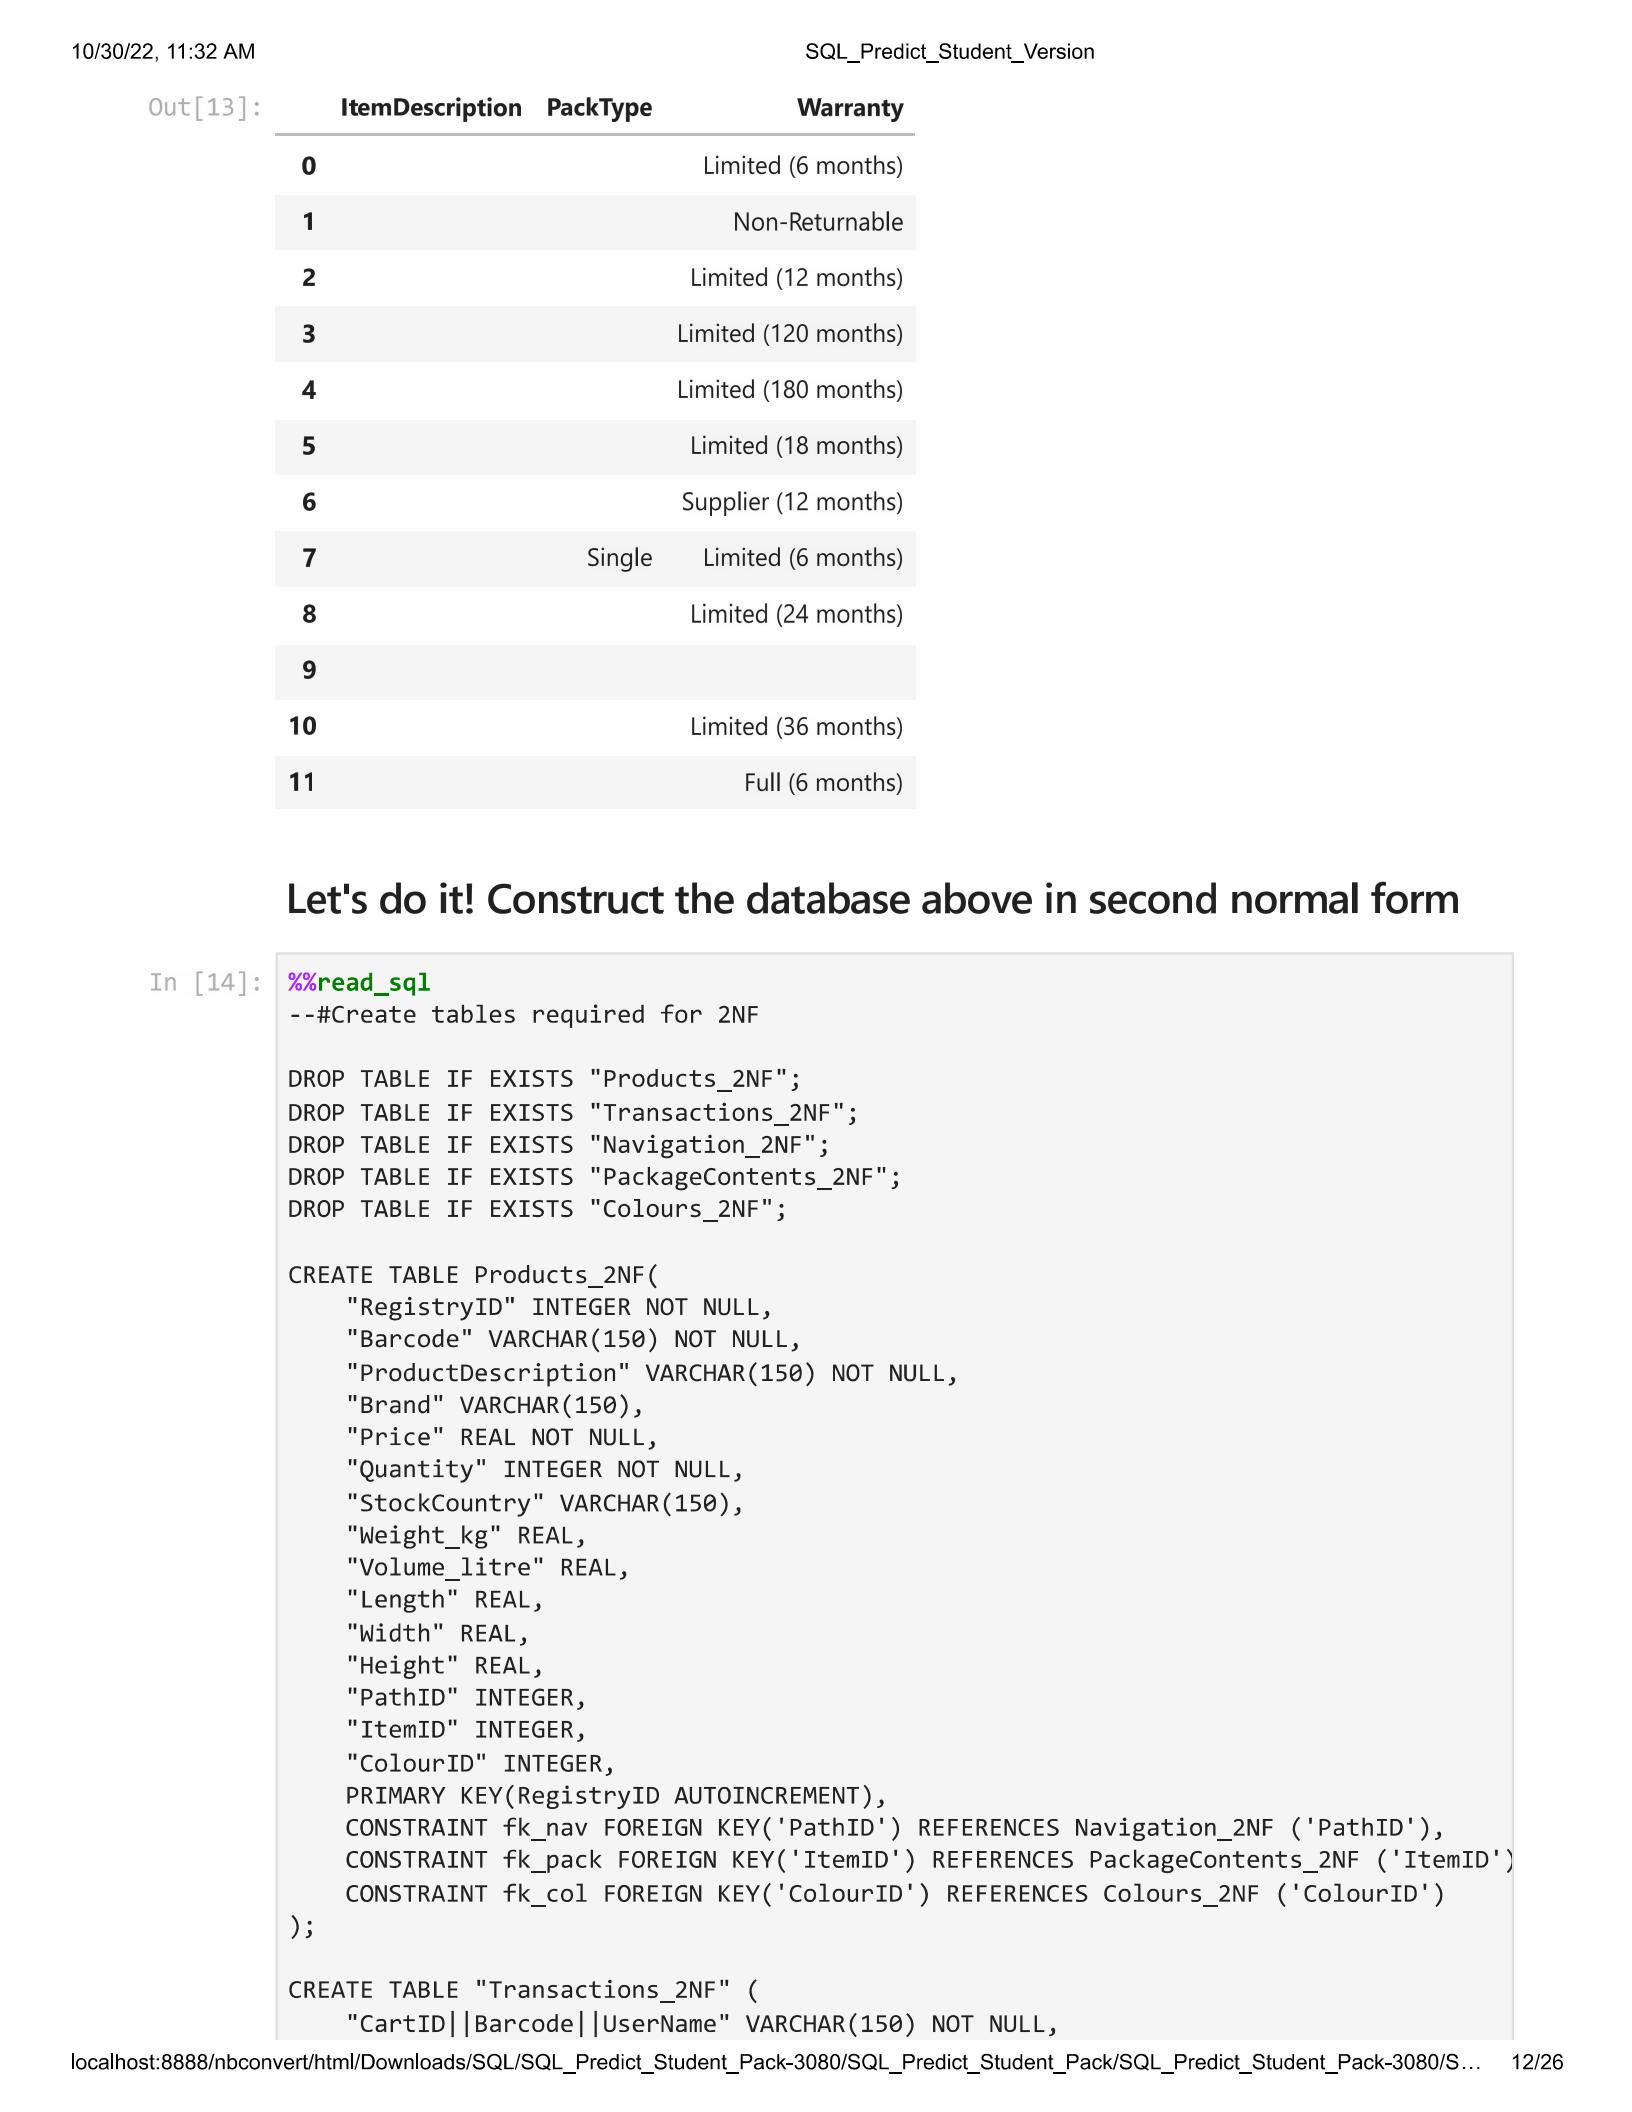 10/30/22, 11:32 AM SQL_Predict_Student_Version
Out[13]: ItemDescription PackType Warranty
0 Limited (6 months)
1 Non-Returnable
2 Limited (12 months)
3 Limited (120 months)
4 Limited (180 months)
5 Limited (18 months)
6 Supplier (12 months)
7 Single Limited (6 months)
8 Limited (24 months)
9
10 Limited (36 months)
11 Full (6 months)
Let's do it! Construct the database above in second normal form
In [14]: %%read_sql
--#Create tables required for 2NF
DROP TABLE IF EXISTS "Products_2NF";
DROP TABLE IF EXISTS "Transactions_2NF";
DROP TABLE IF EXISTS "Navigation_2NF";
DROP TABLE IF EXISTS "PackageContents_2NF";
DROP TABLE IF EXISTS "Colours_2NF";
CREATE TABLE Products_2NF(
"RegistryID" INTEGER NOT NULL,
"Barcode" VARCHAR(150) NOT NULL,
"ProductDescription" VARCHAR(150) NOT NULL,
"Brand" VARCHAR(150),
"Price" REAL NOT NULL,
"Quantity" INTEGER NOT NULL,
"StockCountry" VARCHAR(150),
"Weight_kg" REAL,
"Volume_litre" REAL,
"Length" REAL,
"Width" REAL,
"Height" REAL,
"PathID" INTEGER,
"ItemID" INTEGER,
"ColourID" INTEGER,
PRIMARY KEY(RegistryID AUTOINCREMENT),
CONSTRAINT fk_nav FOREIGN KEY('PathID') REFERENCES Navigation_2NF ('PathID'),
CONSTRAINT fk_pack FOREIGN KEY('ItemID') REFERENCES PackageContents_2NF ('ItemID')
CONSTRAINT fk_col FOREIGN KEY('ColourID') REFERENCES Colours_2NF ('ColourID')
);
CREATE TABLE "Transactions_2NF" (
"CartID||Barcode||UserName" VARCHAR(150) NOT NULL,
localhost:8888/nbconvert/html/Downloads/SQL/SQL_Predict_Student_Pack-3080/SQL_Predict_Student_Pack/SQL_Predict_Student_Pack-3080/S… 12/26